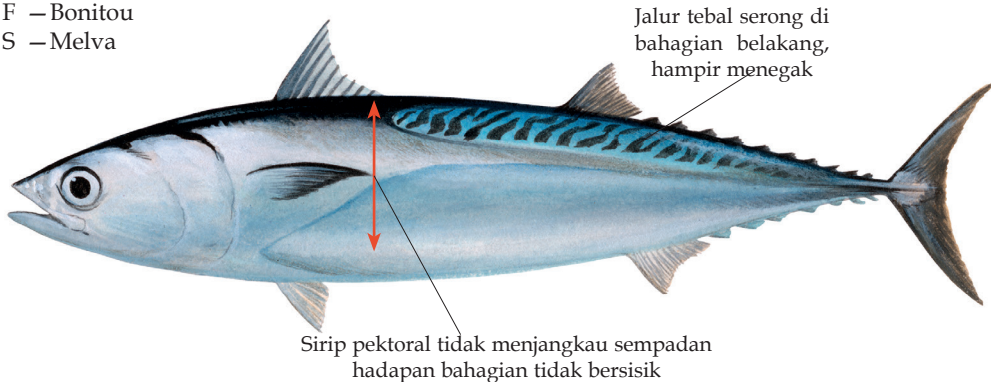 F – Bonitou
S – Melva
Jalur tebal serong di
bahagian belakang,
hampir menegak
Sirip pektoral tidak menjangkau sempadan
hadapan bahagian tidak bersisik